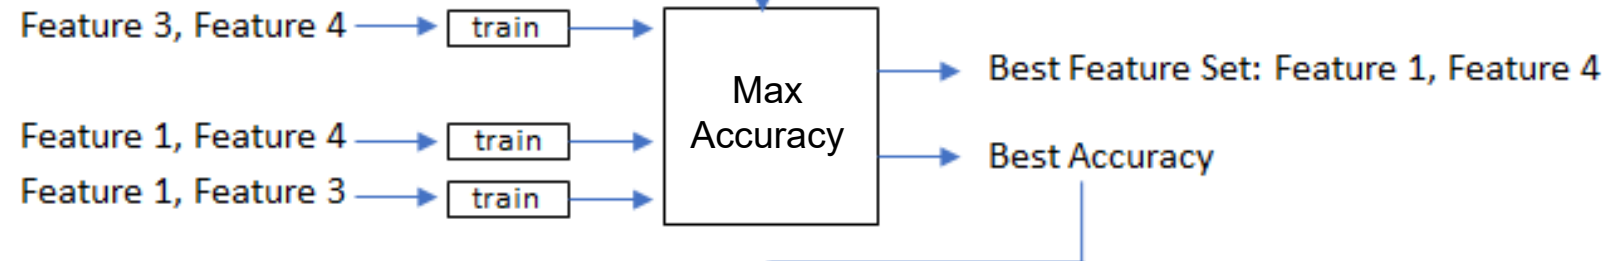 Feature 3, Feature 4
train
Max
Accuracy
Best Feature Set: Feature 1, Feature 4
Feature 1, Feature 4
train
Best Accuracy
Feature 1, Feature 3
train